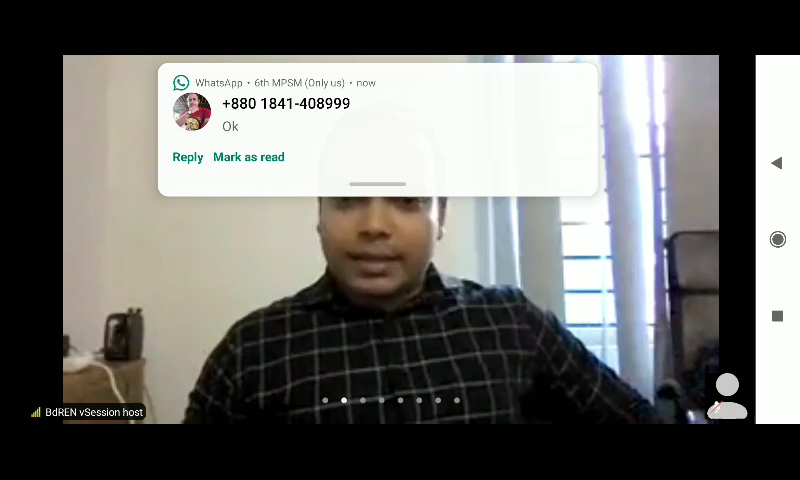 WhatsApp • 6th MPSM (Only us) • now
+880 1841-408999
Ok
Reply Mark as read
BdREN vSession host